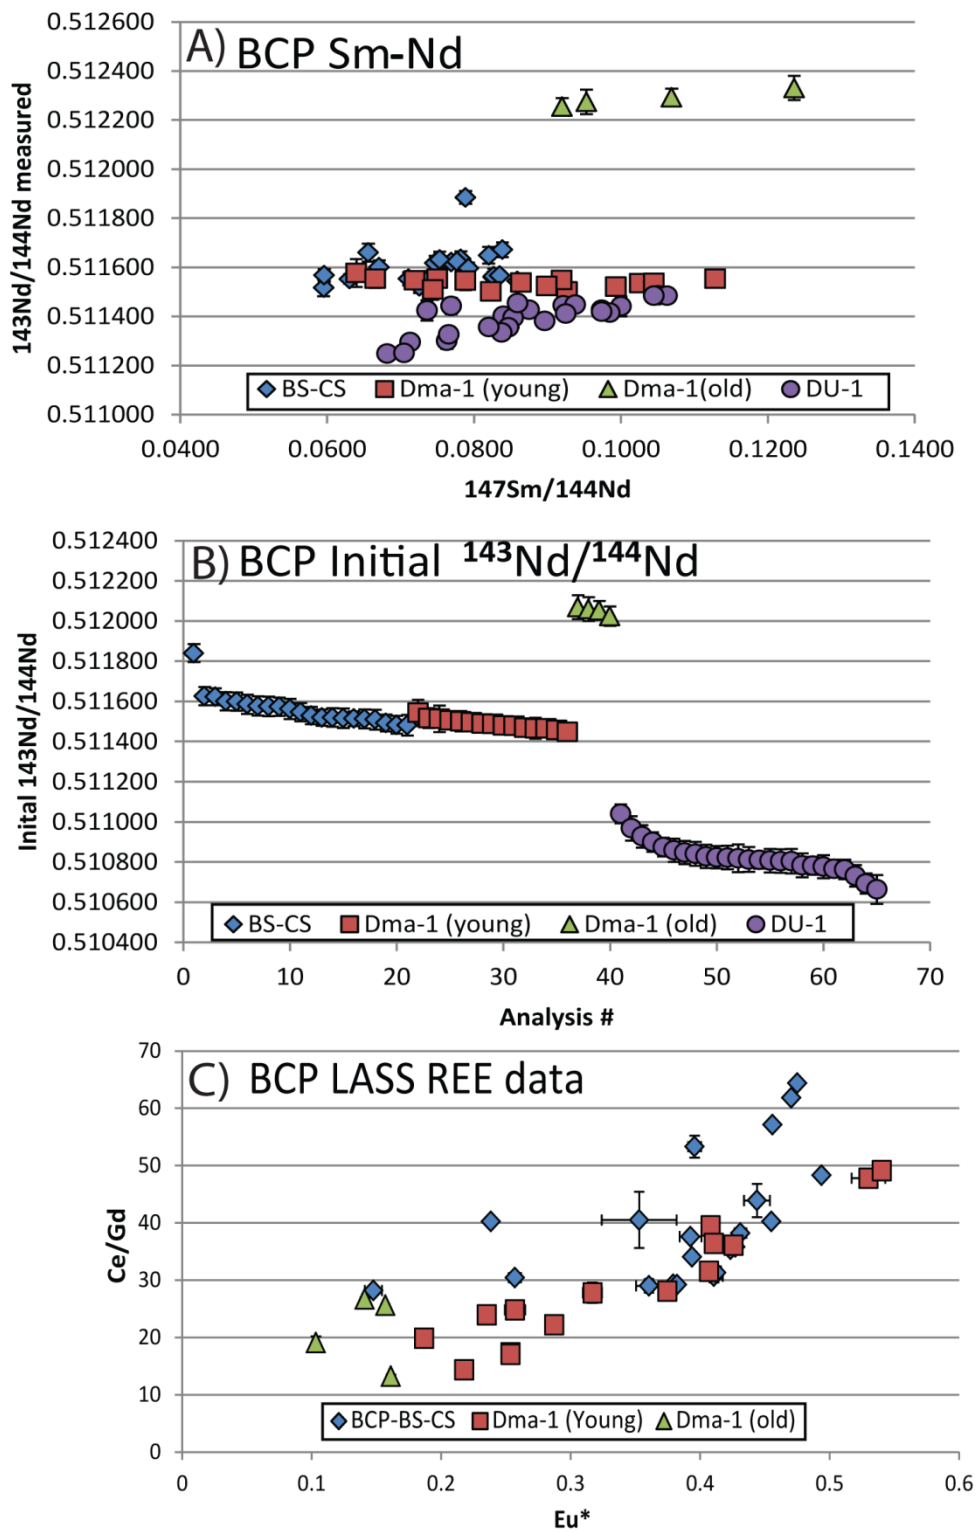 A) BCP Sm-Nd
143Nd/144Nd measured
0.512600
0.512400
0.512200
0.512000
0.511800
0.511600
0.511400
0.511200
0.511000
BS-CS Dma-1 (young) Dma-1(old) DU-1
0.0400 0.0600 0.0800 0.1000 0.1200 0.1400
147Sm/144Nd
B) BCP Initial ¹⁴³Nd/¹⁴⁴Nd
Inital 143Nd/144Nd
0.512400
0.512200
0.512000
0.511800
0.511600
0.511400
0.511200
0.511000
0.510800
0.510600
0.510400
BS-CS Dma-1 (young) Dma-1 (old) DU-1
0 10 20 30 40 50 60 70
Analysis #
C) BCP LASS REE data
Ce/Gd
70
60
50
40
30
20
10
0
BCP-BS-CS Dma-1 (Young) Dma-1 (old)
0 0.1 0.2 0.3 0.4 0.5 0.6
Eu*